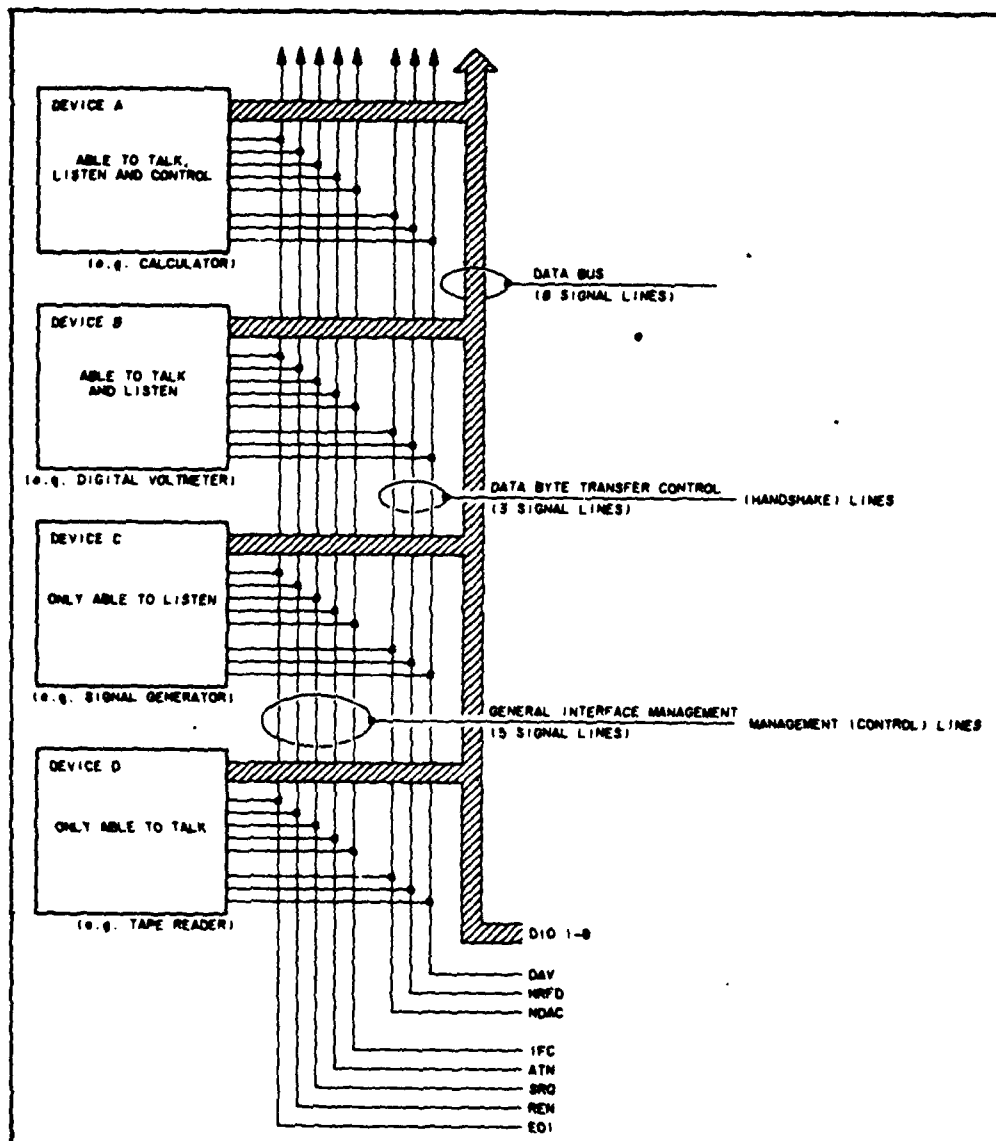 DEVICE A
ABLE TO TALK,
LISTEN AND CONTROL
(e.g. CALCULATOR)
DATA BUS
(8 SIGNAL LINES)
DEVICE B
ABLE TO TALK
AND LISTEN
(e.g. DIGITAL VOLTMETER)
DATA BYTE TRANSFER CONTROL
(3 SIGNAL LINES)
(HANDSHAKE) LINES
DEVICE C
ONLY ABLE TO LISTEN
(e.g. SIGNAL GENERATOR)
GENERAL INTERFACE MANAGEMENT
(5 SIGNAL LINES)
MANAGEMENT (CONTROL) LINES
DEVICE D
ONLY ABLE TO TALK
(e.g. TAPE READER)
DIO 1-8
DAV
NRFD
NDAC
IFC
ATN
SRQ
REN
EOI